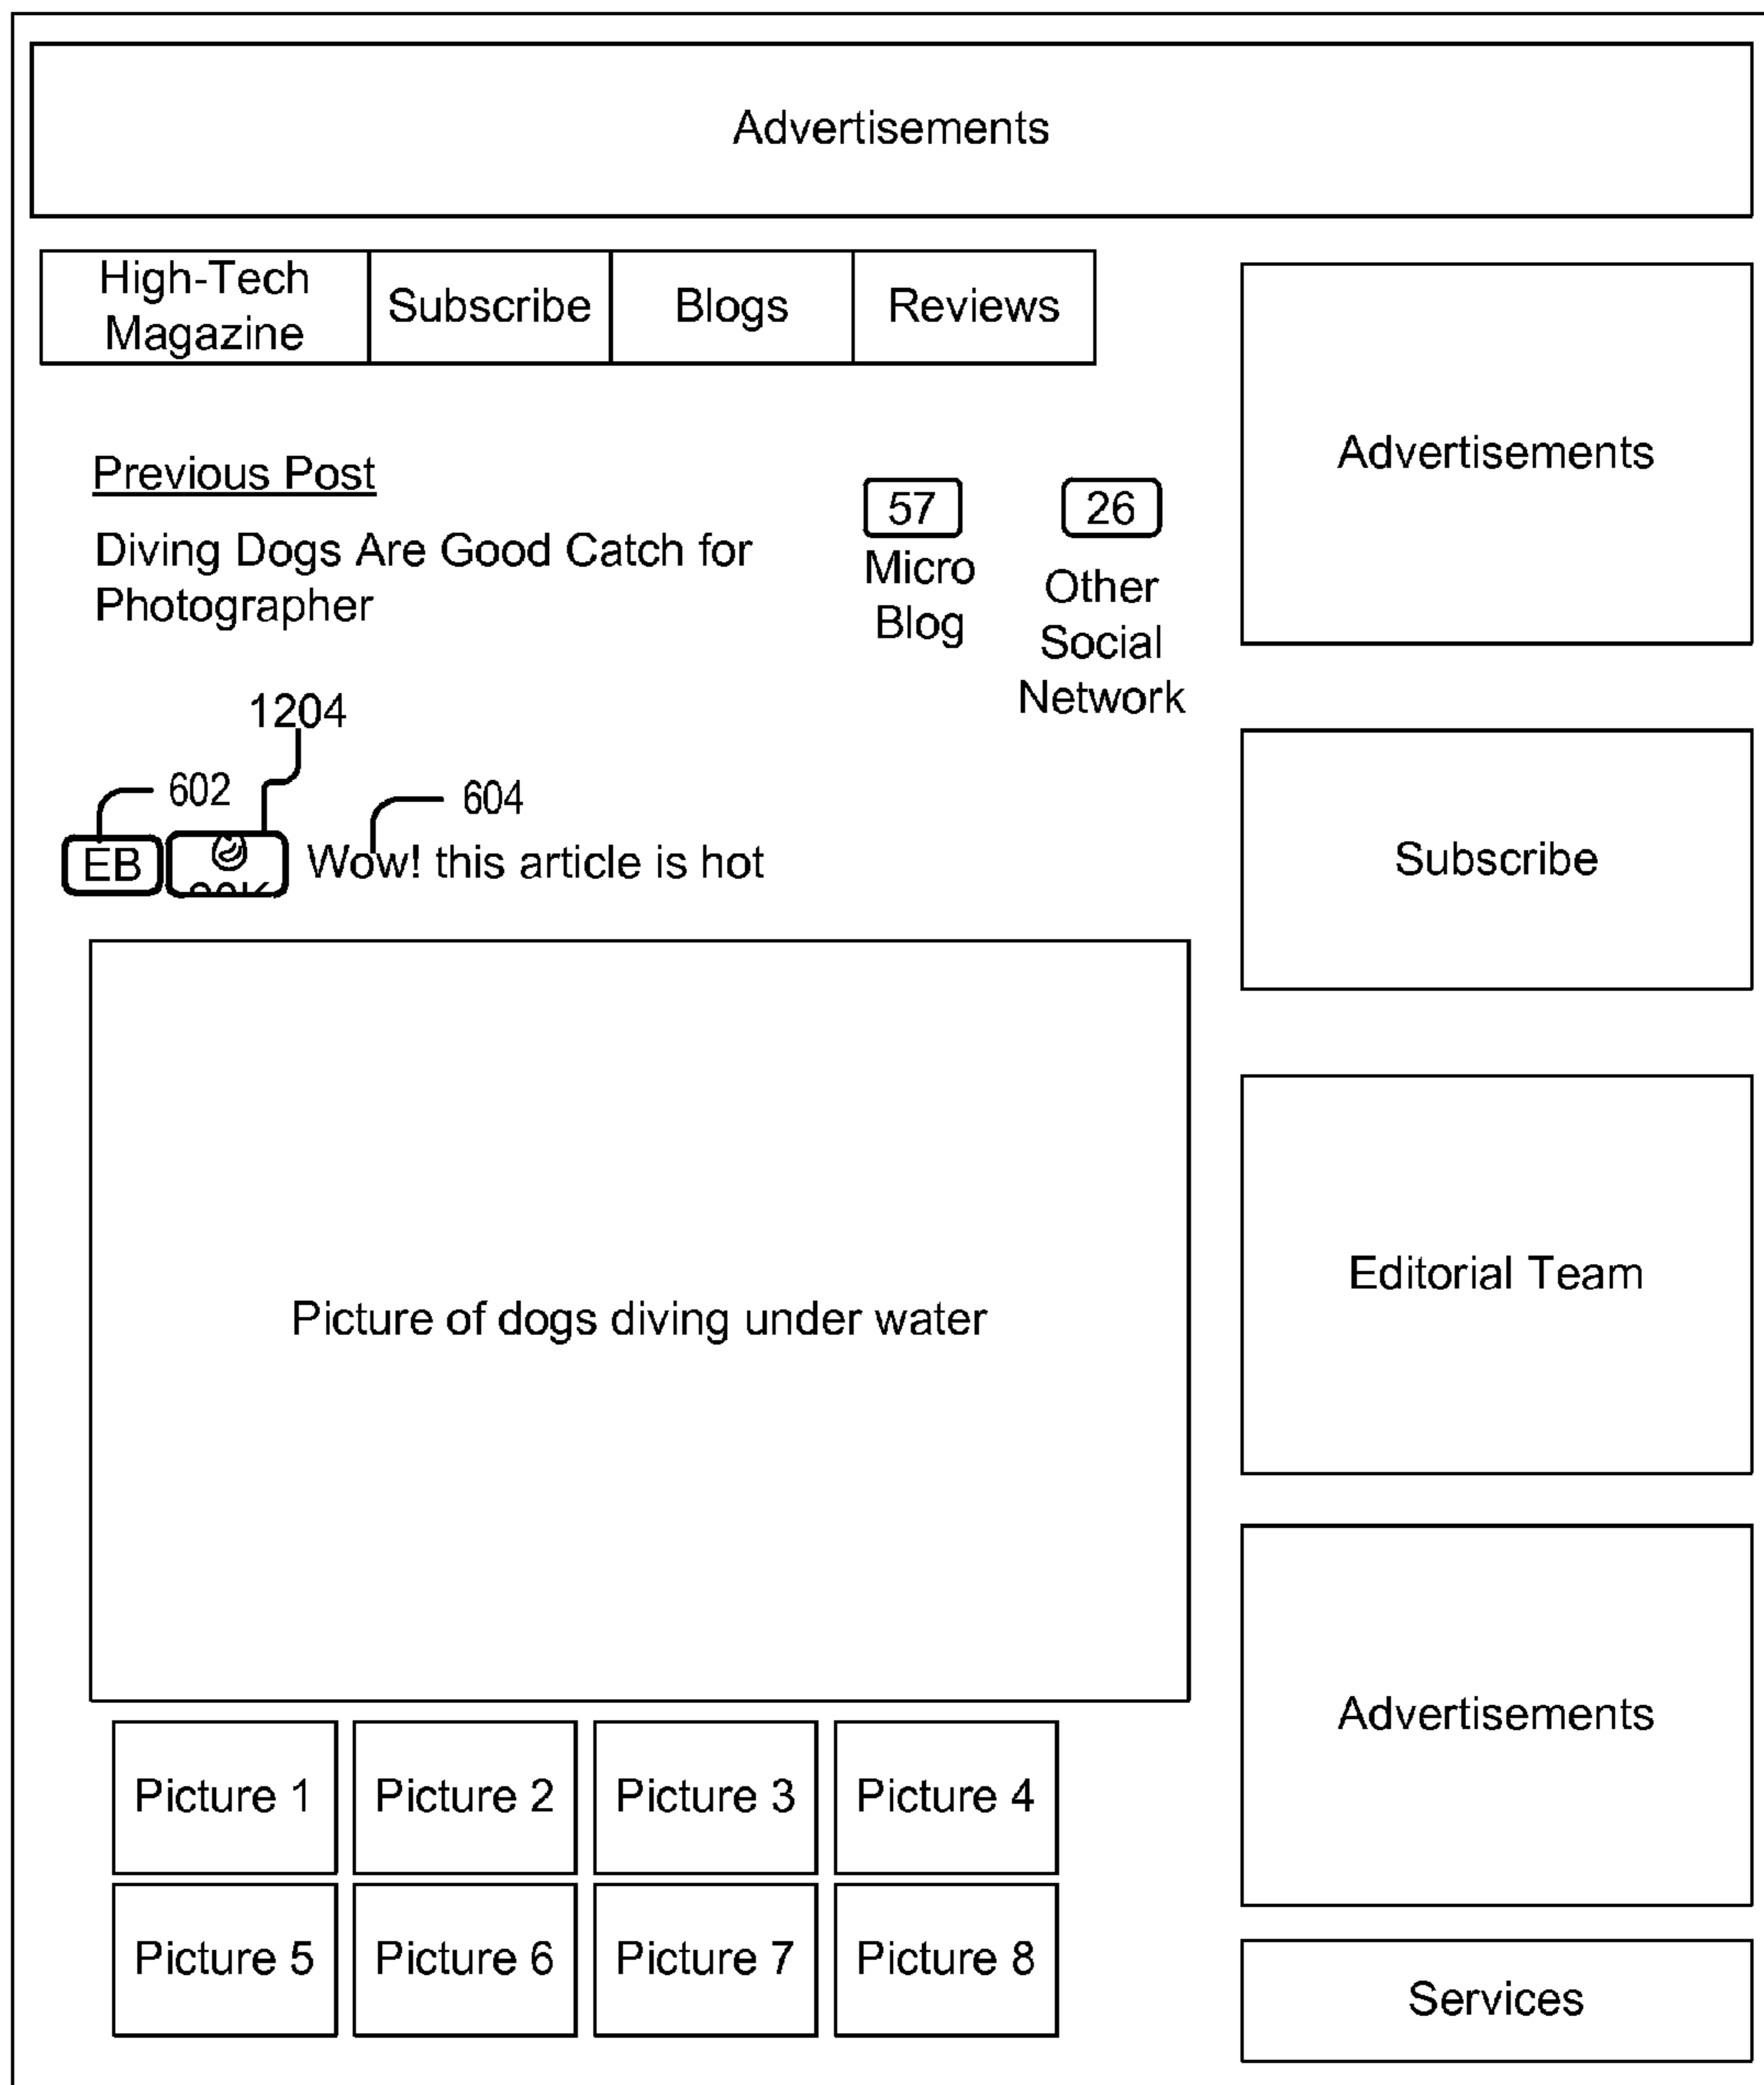 Advertisements
High-Tech
Magazine
Subscribe
Blogs
Reviews
Advertisements
Previous Post
Diving Dogs Are Good Catch for
Photographer
57
Micro
Blog
26
Other
Social
Network
1204
602
604
EB
Wow! this article is hot
Subscribe
Picture of dogs diving under water
Editorial Team
Advertisements
Picture 1
Picture 2
Picture 3
Picture 4
Picture 5
Picture 6
Picture 7
Picture 8
Services